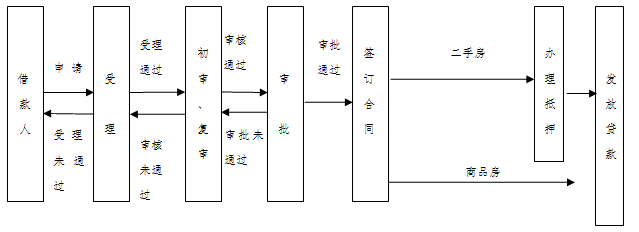 借款人
申请
受理未通过
受理
受理
通过
审核
未通
过
初审、复审
审核
通过
审批未
通过
审批
审批
通过
签订合同
二手房
商品房
办理抵押
发放贷款